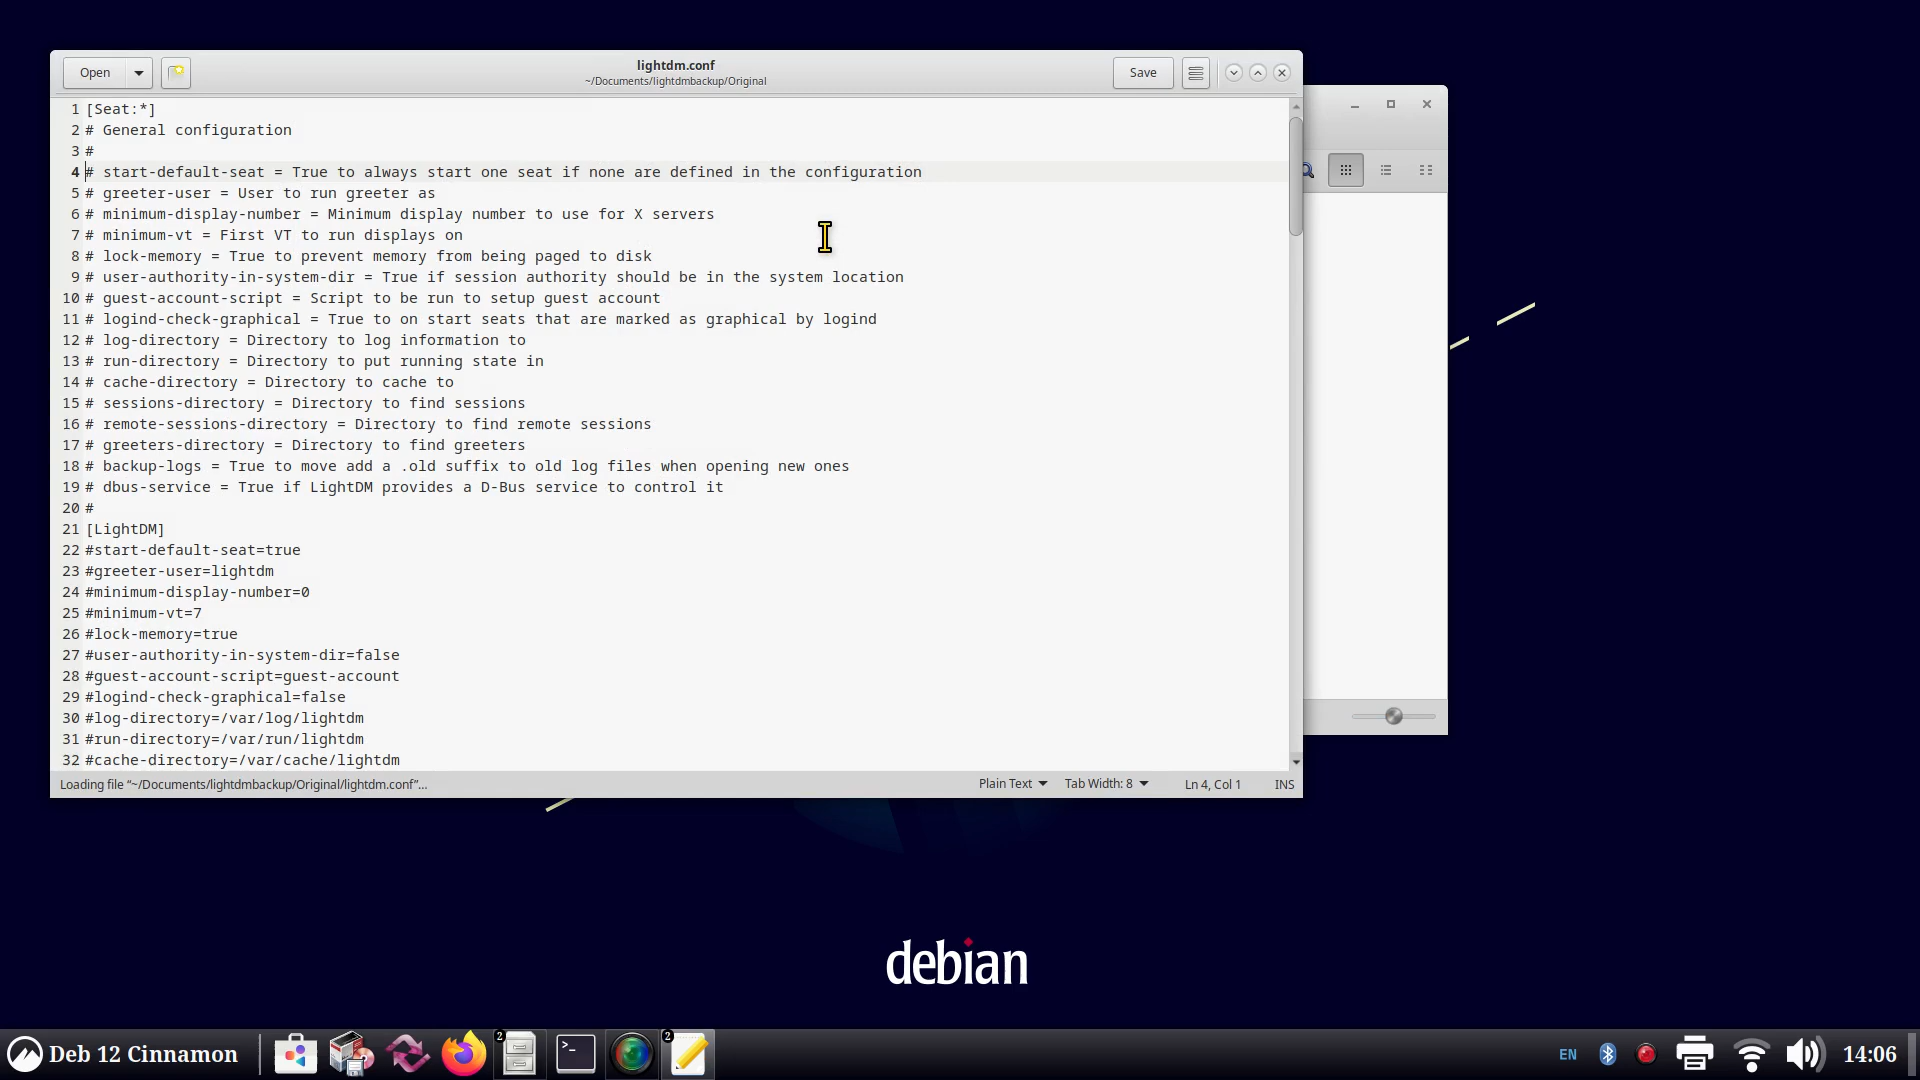 Open
lightdm.conf
~/Documents/lightdmbackup/Original
Save
1 [Seat:*]
2 # General configuration
3 #
4 # start-default-seat = True to always start one seat if none are defined in the configuration
5 # greeter-user = User to run greeter as
6 # minimum-display-number = Minimum display number to use for X servers
7 # minimum-vt = First VT to run displays on
8 # lock-memory = True to prevent memory from being paged to disk
9 # user-authority-in-system-dir = True if session authority should be in the system location
10 # guest-account-script = Script to be run to setup guest account
11 # logind-check-graphical = True to on start seats that are marked as graphical by logind
12 # log-directory = Directory to log information to
13 # run-directory = Directory to put running state in
14 # cache-directory = Directory to cache to
15 # sessions-directory = Directory to find sessions
16 # remote-sessions-directory = Directory to find remote sessions
17 # greeters-directory = Directory to find greeters
18 # backup-logs = True to move add a .old suffix to old log files when opening new ones
19 # dbus-service = True if LightDM provides a D-Bus service to control it
20 #
21 [LightDM]
22 #start-default-seat=true
23 #greeter-user=lightdm
24 #minimum-display-number=0
25 #minimum-vt=7
26 #lock-memory=true
27 #user-authority-in-system-dir=false
28 #guest-account-script=guest-account
29 #logind-check-graphical=false
30 #log-directory=/var/log/lightdm
31 #run-directory=/var/run/lightdm
32 #cache-directory=/var/cache/lightdm
Loading file “~/Documents/lightdmbackup/Original/lightdm.conf”…
Plain Text
Tab Width: 8
Ln 4, Col 1
INS
debian
Deb 12 Cinnamon
2
>_
2
EN
14:06